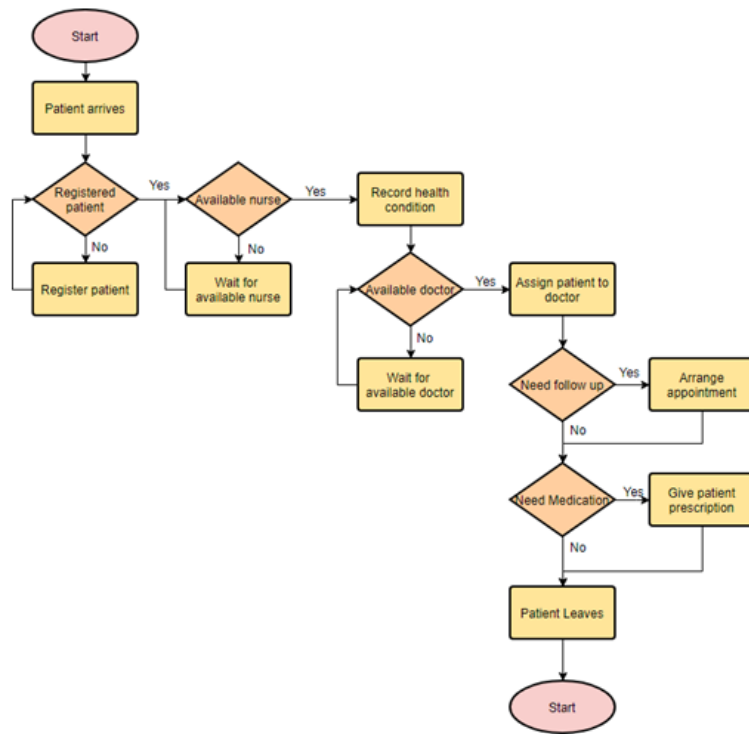 Start
Patient arrives
Registered
patient
Yes
No
Register patient
Available nurse
Yes
No
Wait for
available nurse
Record health
condition
Available doctor
Yes
No
Wait for
available doctor
Assign patient to
doctor
Need follow up
Yes
Arrange
appointment
No
Need Medication
Yes
Give patient
prescription
No
Patient Leaves
Start